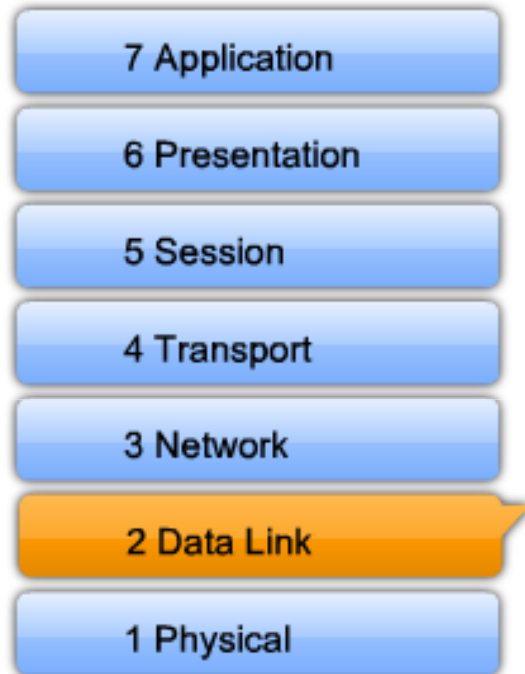 7 Application
6 Presentation
5 Session
4 Transport
3 Network
2 Data Link
1 Physical